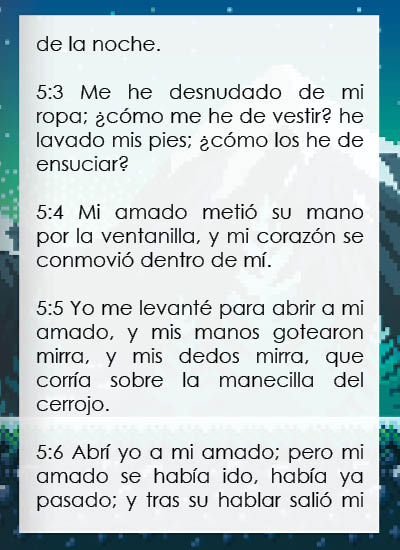 de la noche.
5:3 Me he desnudado de mi
ropa; ¿cómo me he de vestir? he
lavado mis pies; ¿cómo los he de
ensuciar?
5:4 Mi amado metió su mano
por la ventanilla, y mi corazón se
conmovió dentro de mí.
5:5 Yo me levanté para abrir a mi
amado, y mis manos gotearon
mirra, y mis dedos mirra, que
corría sobre la manecilla del
cerrojo.
5:6 Abrí yo a mi amado; pero mi
amado se había ido, había ya
pasado; y tras su hablar salió mi